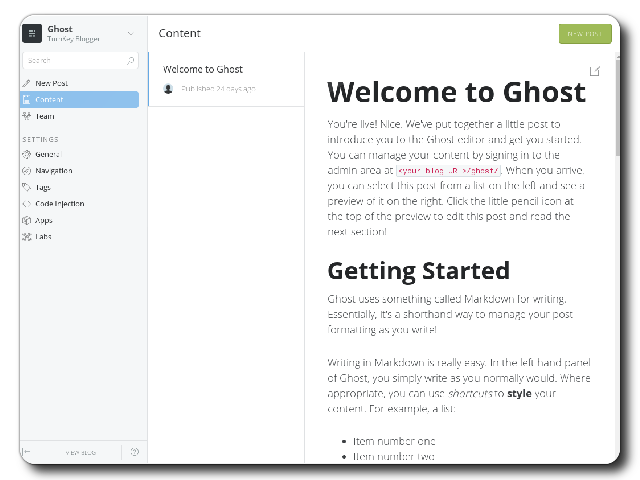 Ghost
TurnKey Blogger
Search
New Post
Content
Team
SETTINGS
General
Navigation
Tags
Code Injection
Apps
Labs
VIEW BLOG
Content
NEW POST
Welcome to Ghost
Published 24 days ago
Welcome to Ghost
You're live! Nice. We've put together a little post to
introduce you to the Ghost editor and get you started.
You can manage your content by signing in to the
admin area at <your blog URL>/ghost/. When you arrive,
you can select this post from a list on the left and see a
preview of it on the right. Click the little pencil icon at
the top of the preview to edit this post and read the
next section!
Getting Started
Ghost uses something called Markdown for writing.
Essentially, it's a shorthand way to manage your post
formatting as you write!
Writing in Markdown is really easy. In the left hand panel
of Ghost, you simply write as you normally would. Where
appropriate, you can use shortcuts to style your
content. For example, a list:
Item number one
Item number two